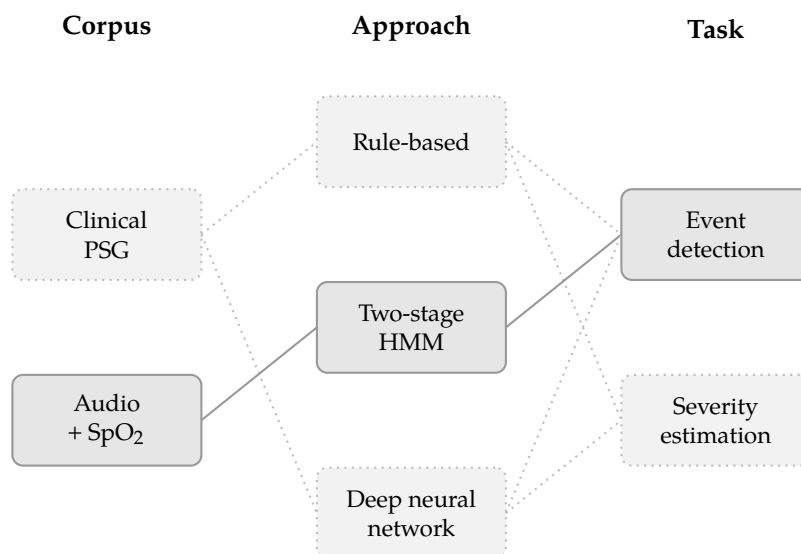 Corpus
Approach
Task
Rule-based
Clinical
PSG
Event
detection
Two-stage
HMM
Audio
+ SpO₂
Severity
estimation
Deep neural
network